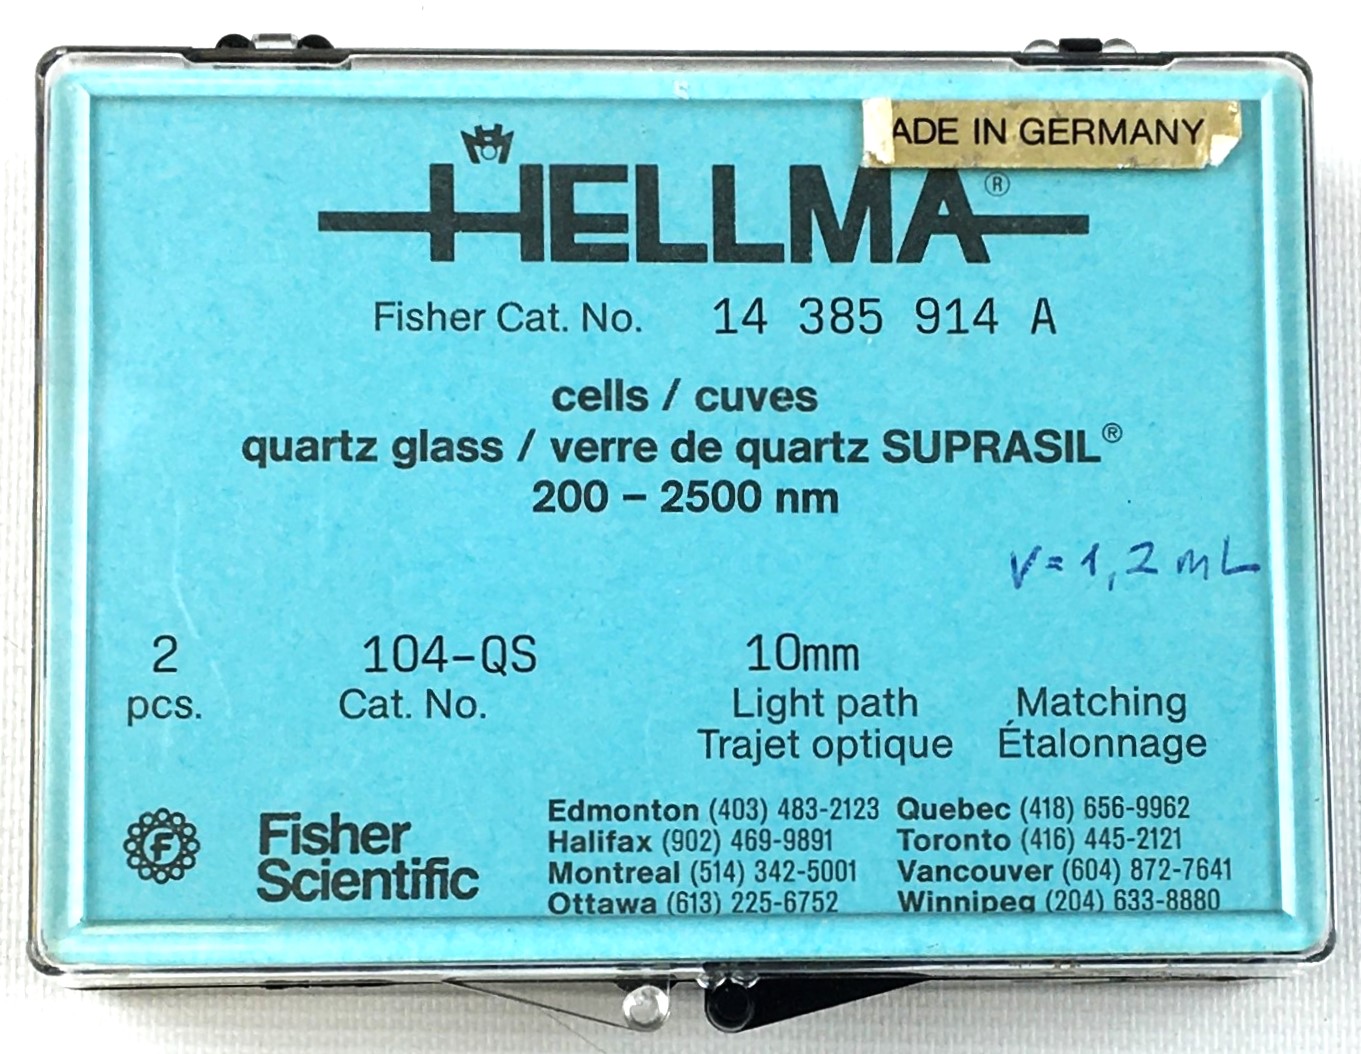 ADE IN GERMANY
HELLMA®
Fisher Cat. No. 14 385 914 A
cells / cuves
quartz glass / verre de quartz SUPRASIL®
200 – 2500 nm
V=1,2 mL
2 104-QS 10mm
pcs. Cat. No. Light path Matching
Trajet optique Étalonnage
F
Fisher
Scientific
Edmonton (403) 483-2123 Quebec (418) 656-9962
Halifax (902) 469-9891 Toronto (416) 445-2121
Montreal (514) 342-5001 Vancouver (604) 872-7641
Ottawa (613) 225-6752 Winnipeg (204) 633-8880